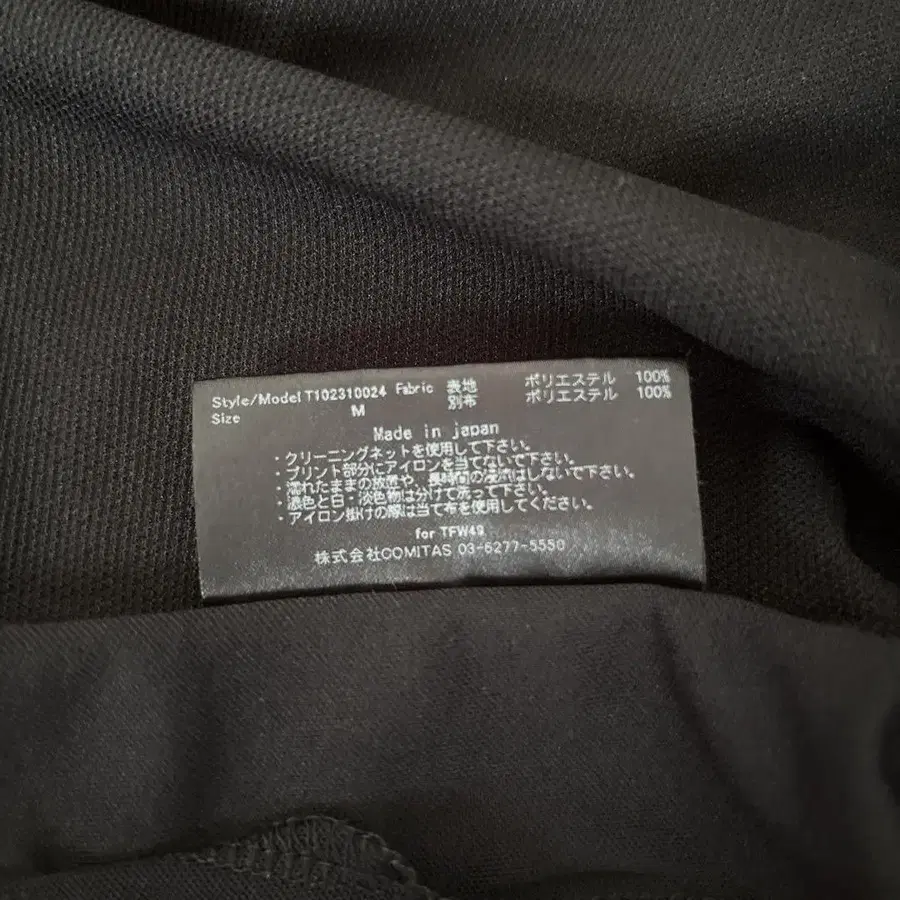 Style/Model T102310024 Fabric 表地 ポリエステル 100%
Size M 別布 ポリエステル 100%
Made in japan
・クリーニングネットを使用して下さい。
・プリント部分にアイロンを当てないで下さい。
・濡れたままの放置や、長時間の浸漬はしないで下さい。
・濃色と白・淡色物は分けて洗って下さい。
・アイロン掛けの際は当て布を使用してください。
for TFW49
株式会社COMITAS 03-6277-5550